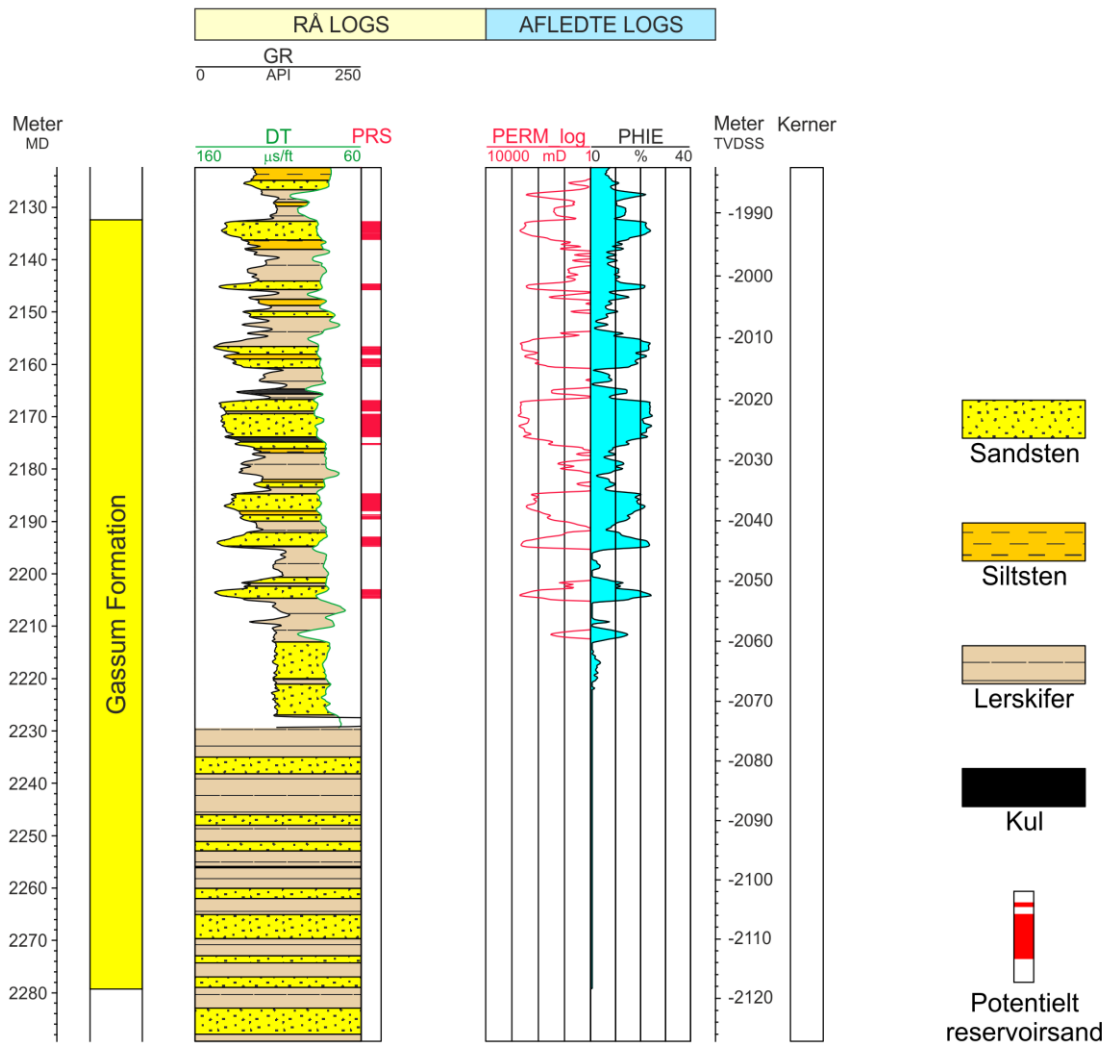 RÅ LOGS AFLEDTE LOGS
GR
0 API 250
Meter
MD
DT PRS PERM_log PHIE Meter
TVDSS
Kerner
160 µs/ft 60 10000 mD 1 0 % 40
2130
2140
2150
2160
2170
2180
2190
2200
2210
2220
2230
2240
2250
2260
2270
2280
Gassum Formation
-1990
-2000
-2010
-2020
-2030
-2040
-2050
-2060
-2070
-2080
-2090
-2100
-2110
-2120
Sandsten
Siltsten
Lerskifer
Kul
Potentielt
reservoirsand